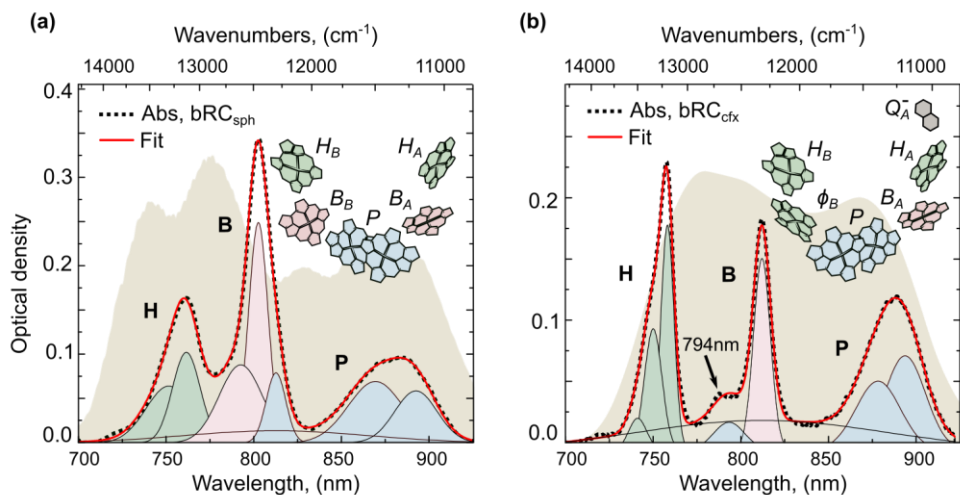 (a)
Wavenumbers, (cm-1)
14000 13000 12000 11000
0.4
0.3
0.2
0.1
0.0
Optical density
Abs, bRCsph
Fit
HB
HA
BB
P
BA
H
B
P
700 750 800 850 900
Wavelength, (nm)
(b)
Wavenumbers, (cm-1)
14000 13000 12000 11000
0.2
0.1
0.0
Abs, bRCcfx
Fit
QA-
HB
HA
ϕB
P
BA
H
B
794nm
P
700 750 800 850 900
Wavelength, (nm)